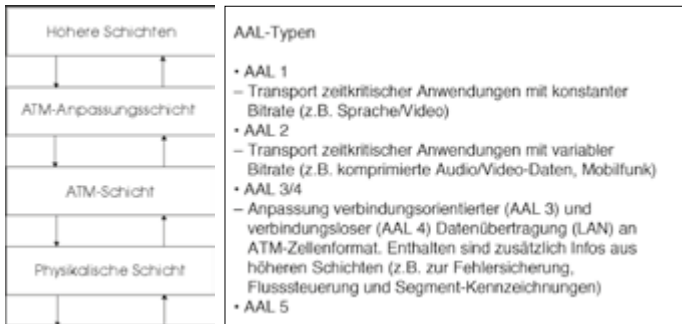 Höhere Schichten
ATM-Anpassungsschicht
ATM-Schicht
Physikalische Schicht
AAL-Typen
• AAL 1
– Transport zeitkritischer Anwendungen mit konstanter
Bitrate (z.B. Sprache/Video)
• AAL 2
– Transport zeitkritischer Anwendungen mit variabler
Bitrate (z.B. komprimierte Audio/Video-Daten, Mobilfunk)
• AAL 3/4
– Anpassung verbindungsorientierter (AAL 3) und
verbindungsloser (AAL 4) Datenübertragung (LAN) an
ATM-Zellenformat. Enthalten sind zusätzlich Infos aus
höheren Schichten (z.B. zur Fehlersicherung,
Flusssteuerung und Segment-Kennzeichnungen)
• AAL 5